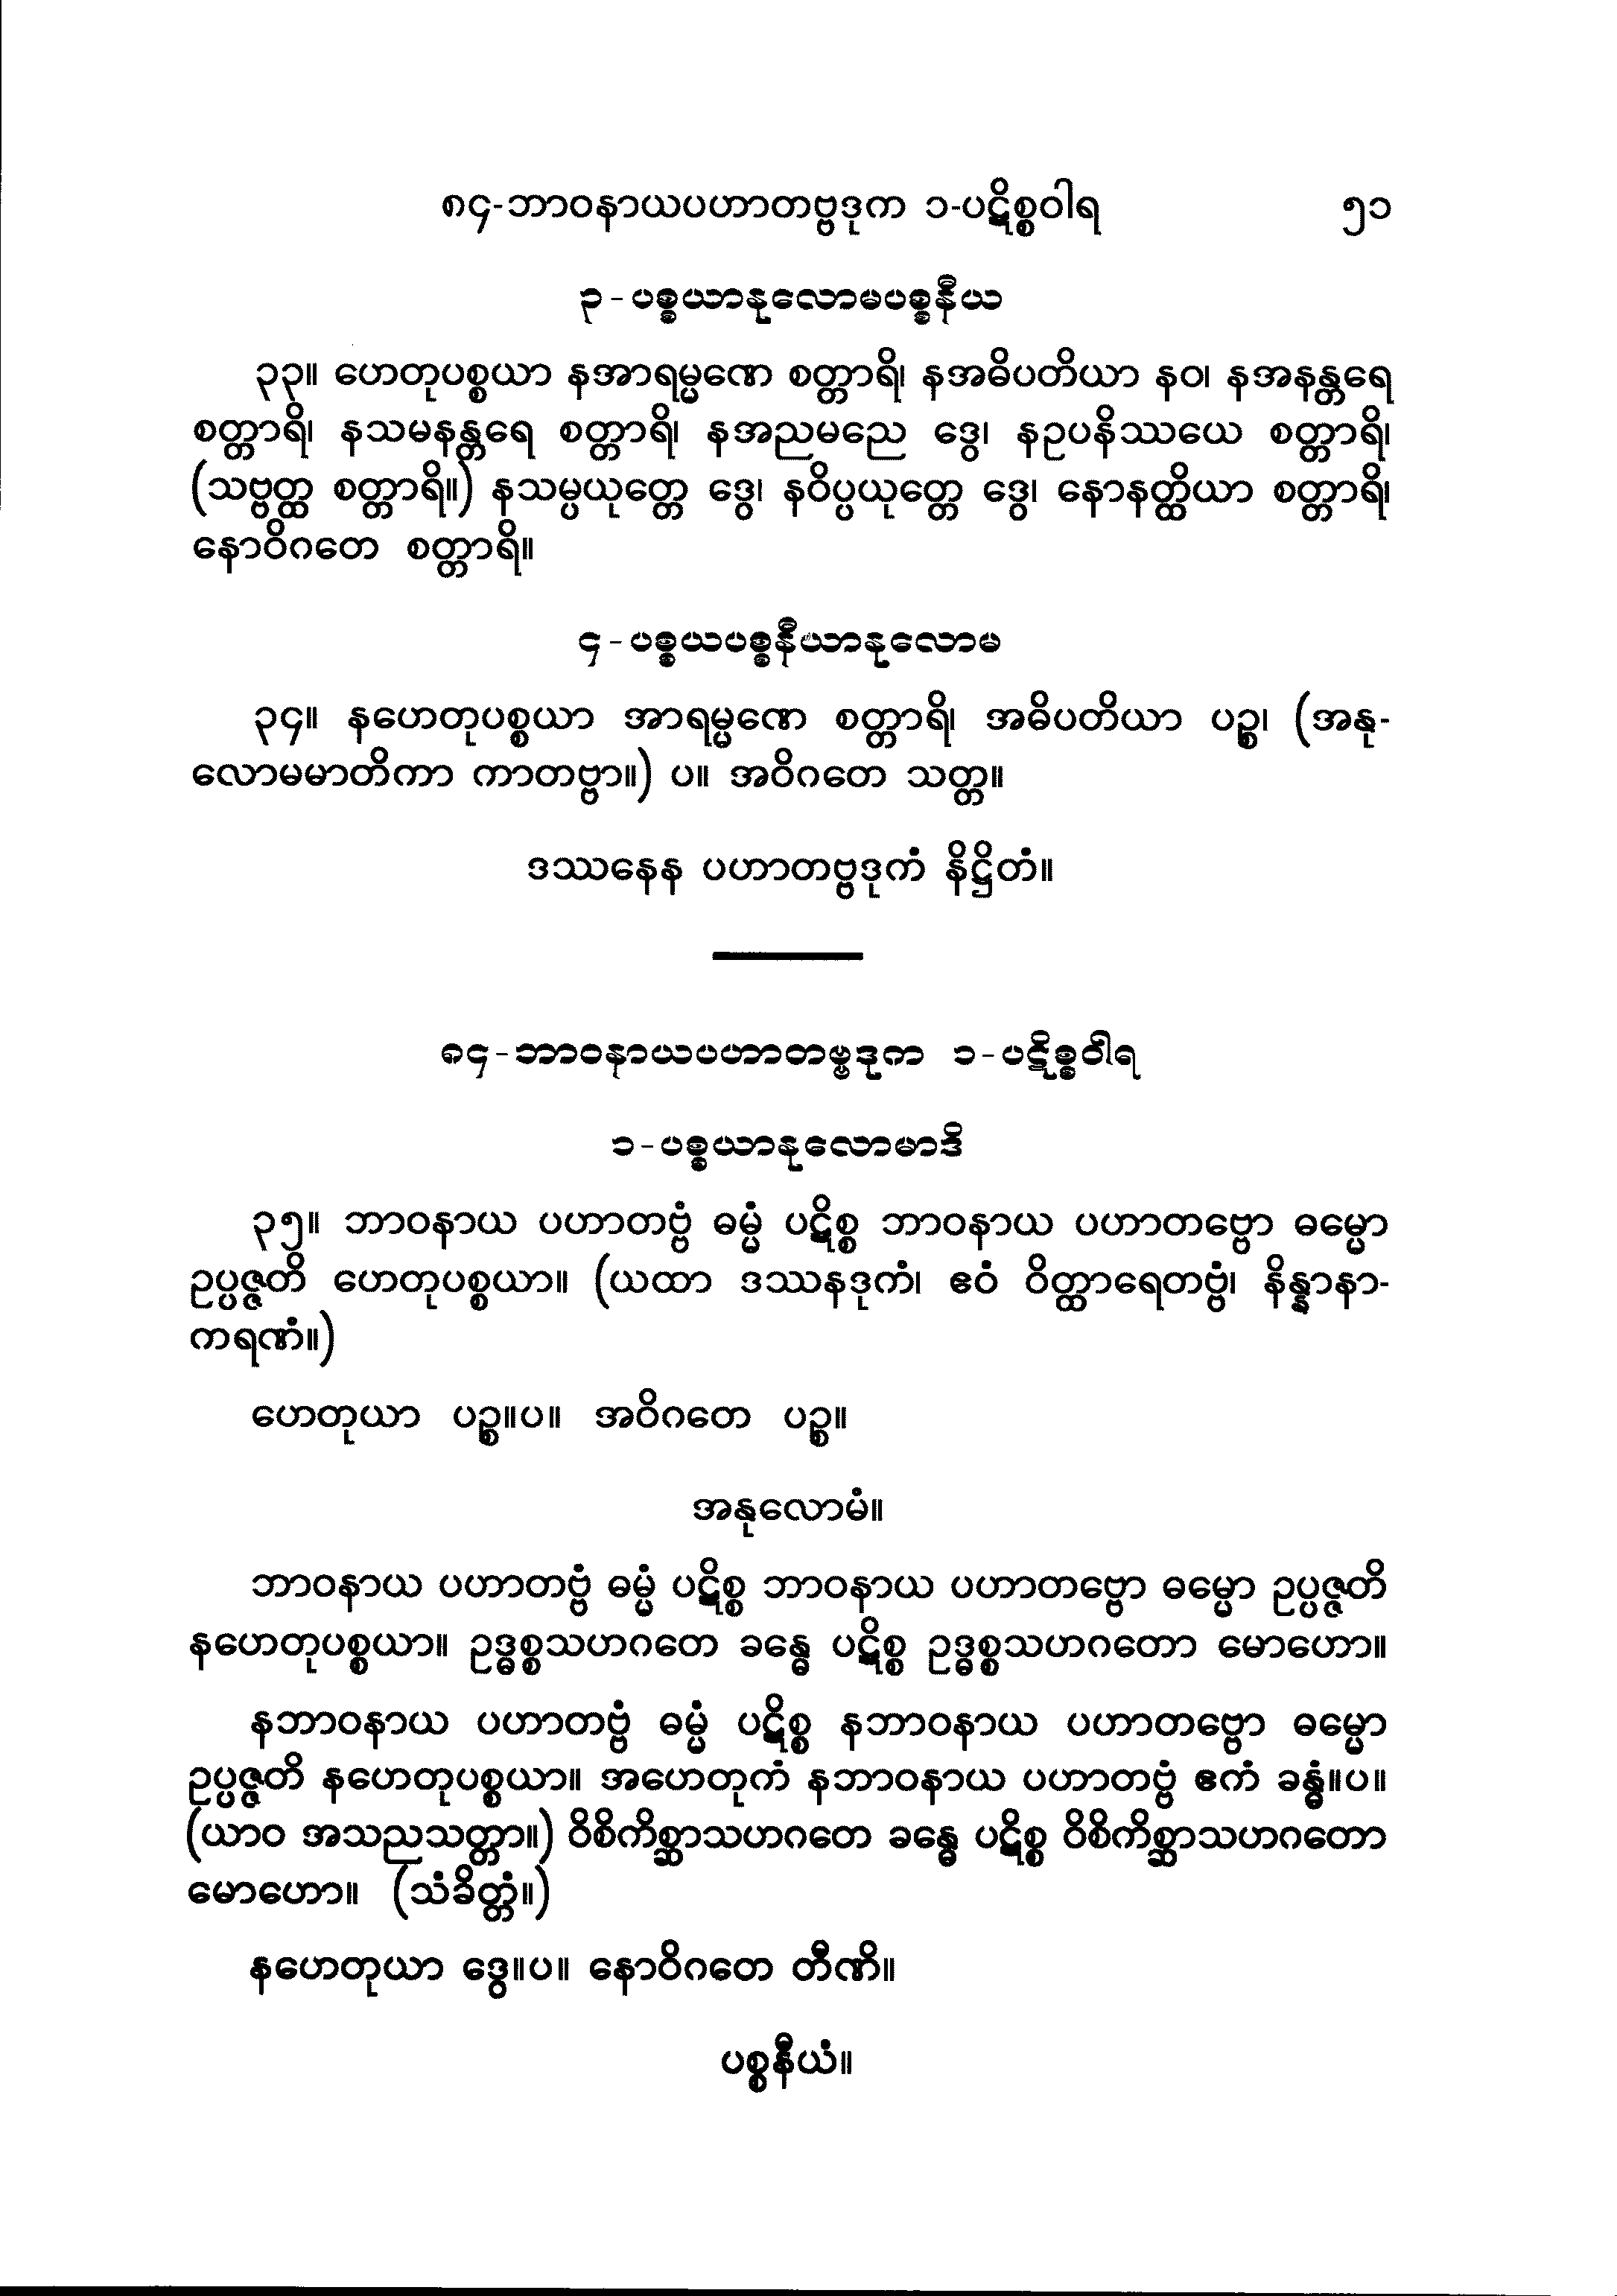 ၈၄-ဘာဝနာယပဟာတဗ္ဗဒုက ၁-ပဋိစ္စဝါရ ၅၁
၃-ပစ္စယာနုလောမပစ္စနီယ
၃၃။ ဟေတုပစ္စယာ နအာရမ္မဏေ စတ္တာရိ၊ နအဓိပတိယာ နဝ၊ နအနန္တရေ
စတ္တာရိ၊ နသမနန္တရေ စတ္တာရိ၊ နအညမညေ ဒွေ၊ နဥပနိဿယေ စတ္တာရိ၊
(သဗ္ဗတ္ထ စတ္တာရိ။) နသမ္ပယုတ္တေ ဒွေ၊ နဝိပ္ပယုတ္တေ ဒွေ၊ နောနတ္ထိယာ စတ္တာရိ၊
နောဝိဂတေ စတ္တာရိ။
၄-ပစ္စယပစ္စနီယာနုလောမ
၃၄။ နဟေတုပစ္စယာ အာရမ္မဏေ စတ္တာရိ၊ အဓိပတိယာ ပဉ္စ၊ (အနု-
လောမမာတိကာ ကာတဗ္ဗာ။) ပ။ အဝိဂတေ သတ္တ။
ဒဿနေန ပဟာတဗ္ဗဒုကံ နိဋ္ဌိတံ။
၈၄-ဘာဝနာယပဟာတဗ္ဗဒုက ၁-ပဋိစ္စဝါရ
၁-ပစ္စယာနုလောမာဒိ
၃၅။ ဘာဝနာယ ပဟာတဗ္ဗံ ဓမ္မံ ပဋိစ္စ ဘာဝနာယ ပဟာတဗ္ဗော ဓမ္မော
ဥပ္ပဇ္ဇတိ ဟေတုပစ္စယာ။ (ယထာ ဒဿနဒုကံ၊ ဧဝံ ဝိတ္ထာရေတဗ္ဗံ၊ နိန္နာနာ-
ကရဏံ။)
ဟေတုယာ ပဉ္စ။ပ။ အဝိဂတေ ပဉ္စ။
အနုလောမံ။
ဘာဝနာယ ပဟာတဗ္ဗံ ဓမ္မံ ပဋိစ္စ ဘာဝနာယ ပဟာတဗ္ဗော ဓမ္မော ဥပ္ပဇ္ဇတိ
နဟေတုပစ္စယာ။ ဥဒ္ဓစ္စသဟဂတေ ခန္ဓေ ပဋိစ္စ ဥဒ္ဓစ္စသဟဂတော မောဟော။
နဘာဝနာယ ပဟာတဗ္ဗံ ဓမ္မံ ပဋိစ္စ နဘာဝနာယ ပဟာတဗ္ဗော ဓမ္မော
ဥပ္ပဇ္ဇတိ နဟေတုပစ္စယာ။ အဟေတုကံ နဘာဝနာယ ပဟာတဗ္ဗံ ဧကံ ခန္ဓံ။ပ။
(ယာဝ အသညသတ္တာ။) ဝိစိကိစ္ဆာသဟဂတေ ခန္ဓေ ပဋိစ္စ ဝိစိကိစ္ဆာသဟဂတော
မောဟော။ (သံခိတ္တံ။)
နဟေတုယာ ဒွေ။ပ။ နောဝိဂတေ တီဏိ။
ပစ္စနီယံ။